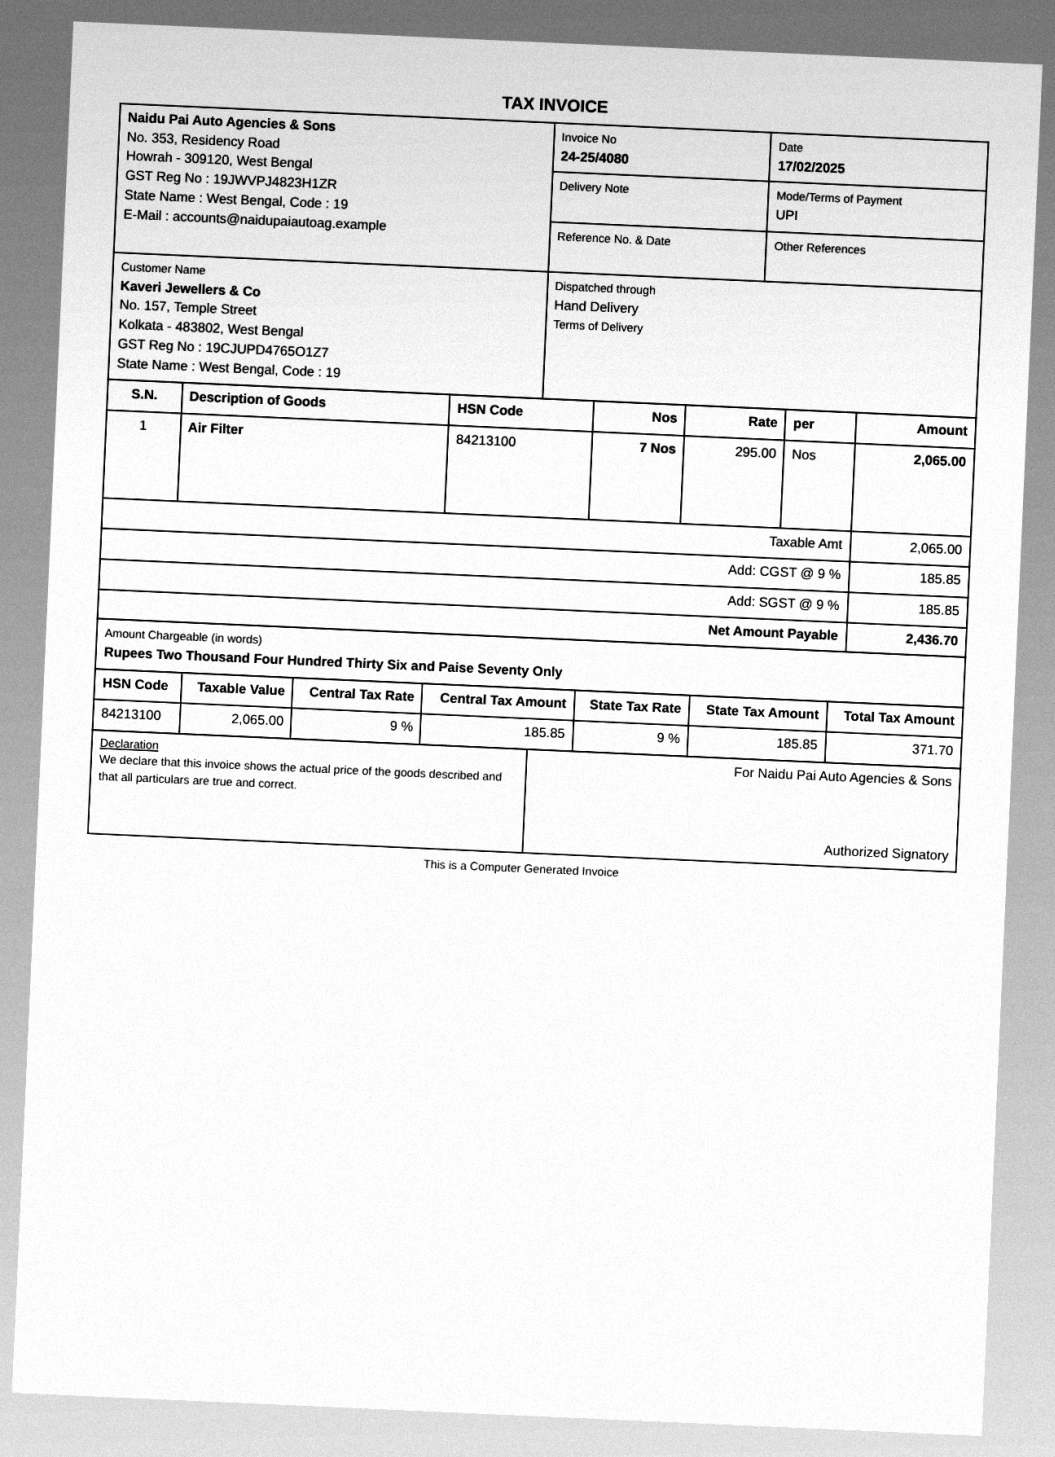 TAX INVOICE
Naidu Pai Auto Agencies & Sons
No. 353, Residency Road
Howrah - 309120, West Bengal
GST Reg No : 19JWVPJ4823H1ZR
State Name : West Bengal, Code : 19
E-Mail : accounts@naidupaiautoag.example
Invoice No
24-25/4080
Date
17/02/2025
Delivery Note
Mode/Terms of Payment
UPI
Reference No. & Date
Other References
Customer Name
Kaveri Jewellers & Co
No. 157, Temple Street
Kolkata - 483802, West Bengal
GST Reg No : 19CJUPD4765O1Z7
State Name : West Bengal, Code : 19
Dispatched through
Hand Delivery
Terms of Delivery
S.N. Description of Goods HSN Code Nos Rate per Amount
1 Air Filter 84213100 7 Nos 295.00 Nos 2,065.00
Taxable Amt 2,065.00
Add: CGST @ 9 % 185.85
Add: SGST @ 9 % 185.85
Net Amount Payable 2,436.70
Amount Chargeable (in words)
Rupees Two Thousand Four Hundred Thirty Six and Paise Seventy Only
HSN Code Taxable Value Central Tax Rate Central Tax Amount State Tax Rate State Tax Amount Total Tax Amount
84213100 2,065.00 9 % 185.85 9 % 185.85 371.70
Declaration
We declare that this invoice shows the actual price of the goods described and
that all particulars are true and correct.
For Naidu Pai Auto Agencies & Sons
Authorized Signatory
This is a Computer Generated Invoice